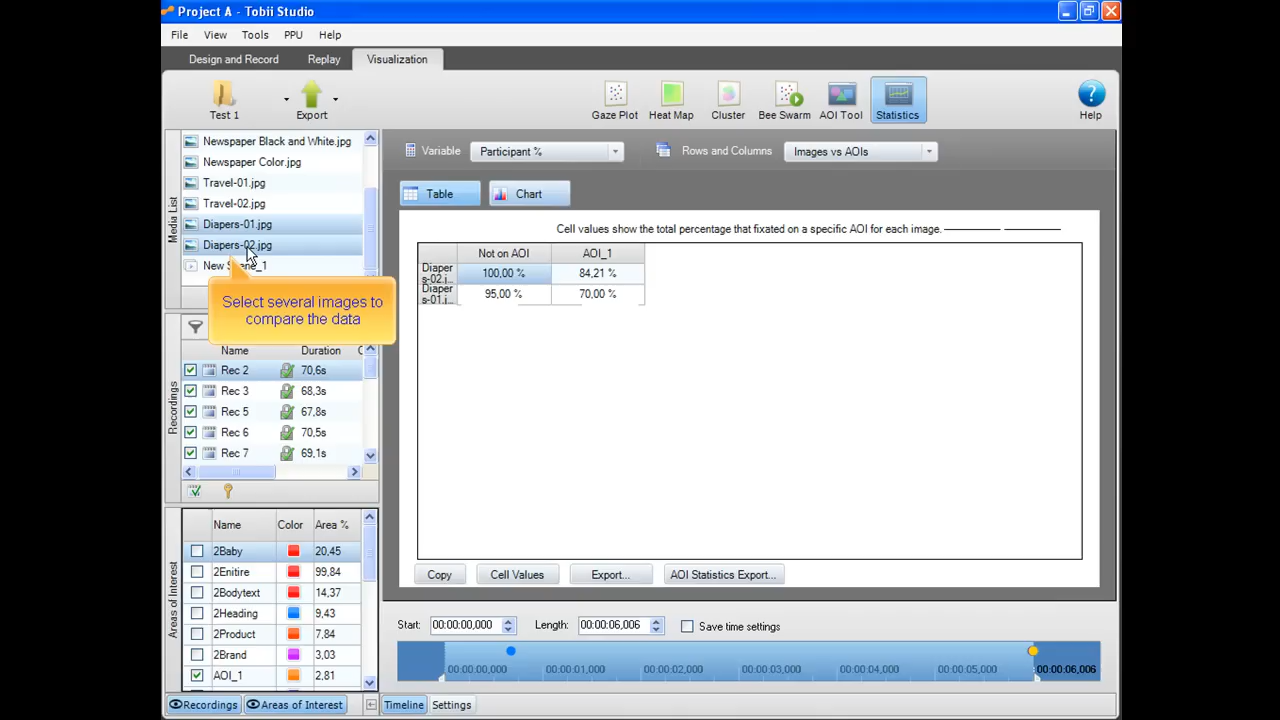 Project A - Tobii Studio
File View Tools PPU Help
Design and Record Replay Visualization
Test 1 Export Gaze Plot Heat Map Cluster Bee Swarm AOI Tool Statistics Help
Media List
Newspaper Black and White.jpg
Newspaper Color.jpg
Travel-01.jpg
Travel-02.jpg
Diapers-01.jpg
Diapers-02.jpg
New
_1
Select several images to
compare the data
Variable Participant % Rows and Columns Images vs AOIs
Table Chart
Cell values show the total percentage that fixated on a specific AOI for each image.
Not on AOI AOI_1
Diaper
s-02.j... 100,00 % 84,21 %
Diaper
s-01.j... 95,00 % 70,00 %
Recordings
Name Duration
Rec 2 70,6s
Rec 3 68,3s
Rec 5 67,8s
Rec 6 70,5s
Rec 7 69,1s
Areas of Interest
Name Color Area %
2Baby 20,45
2Enitire 99,84
2Bodytext 14,37
2Heading 9,43
2Product 7,84
2Brand 3,03
AOI_1 2,81
Copy Cell Values Export... AOI Statistics Export...
Start: 00:00:00,000 Length: 00:00:06,006 Save time settings
00:00:00,000 00:00:01,000 00:00:02,000 00:00:03,000 00:00:04,000 00:00:05,000 00:00:06,006
Recordings Areas of Interest Timeline Settings